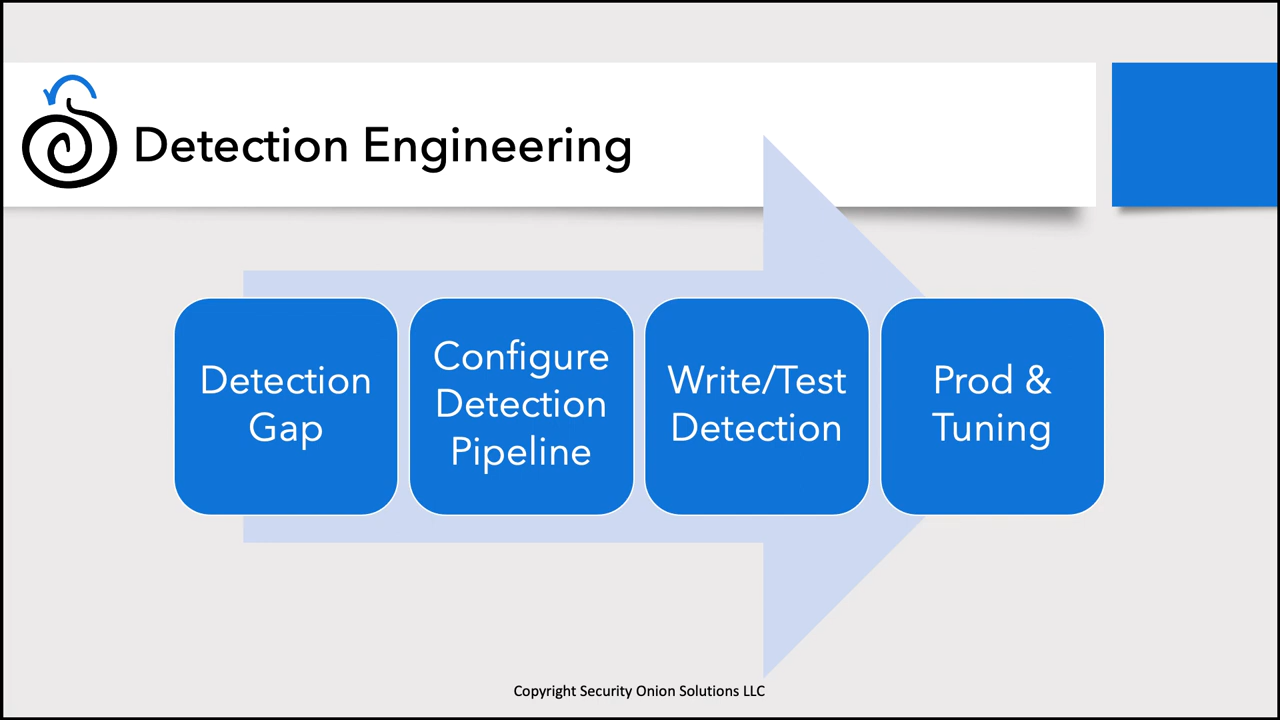 Detection Engineering
Detection
Gap
Configure
Detection
Pipeline
Write/Test
Detection
Prod &
Tuning
Copyright Security Onion Solutions LLC